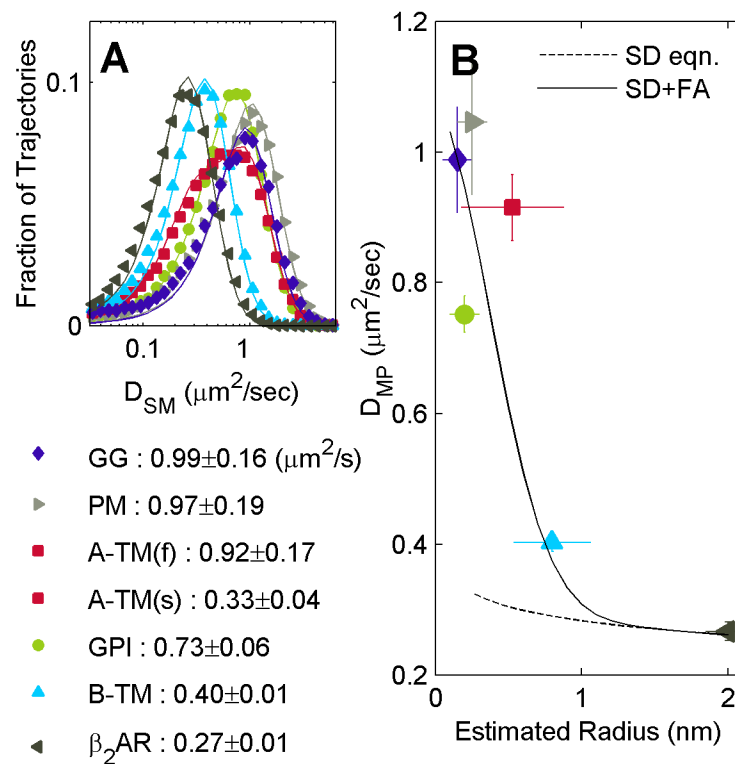 A
0.1
Fraction of Trajectories
0
0.1
1
D_SM (μm²/sec)
GG : 0.99±0.16 (μm²/s)
PM : 0.97±0.19
A-TM(f) : 0.92±0.17
A-TM(s) : 0.33±0.04
GPI : 0.73±0.06
B-TM : 0.40±0.01
β₂AR : 0.27±0.01
B
SD eqn.
SD+FA
1.2
1
0.8
0.6
0.4
0.2
D_MP (μm²/sec)
0
1
2
Estimated Radius (nm)